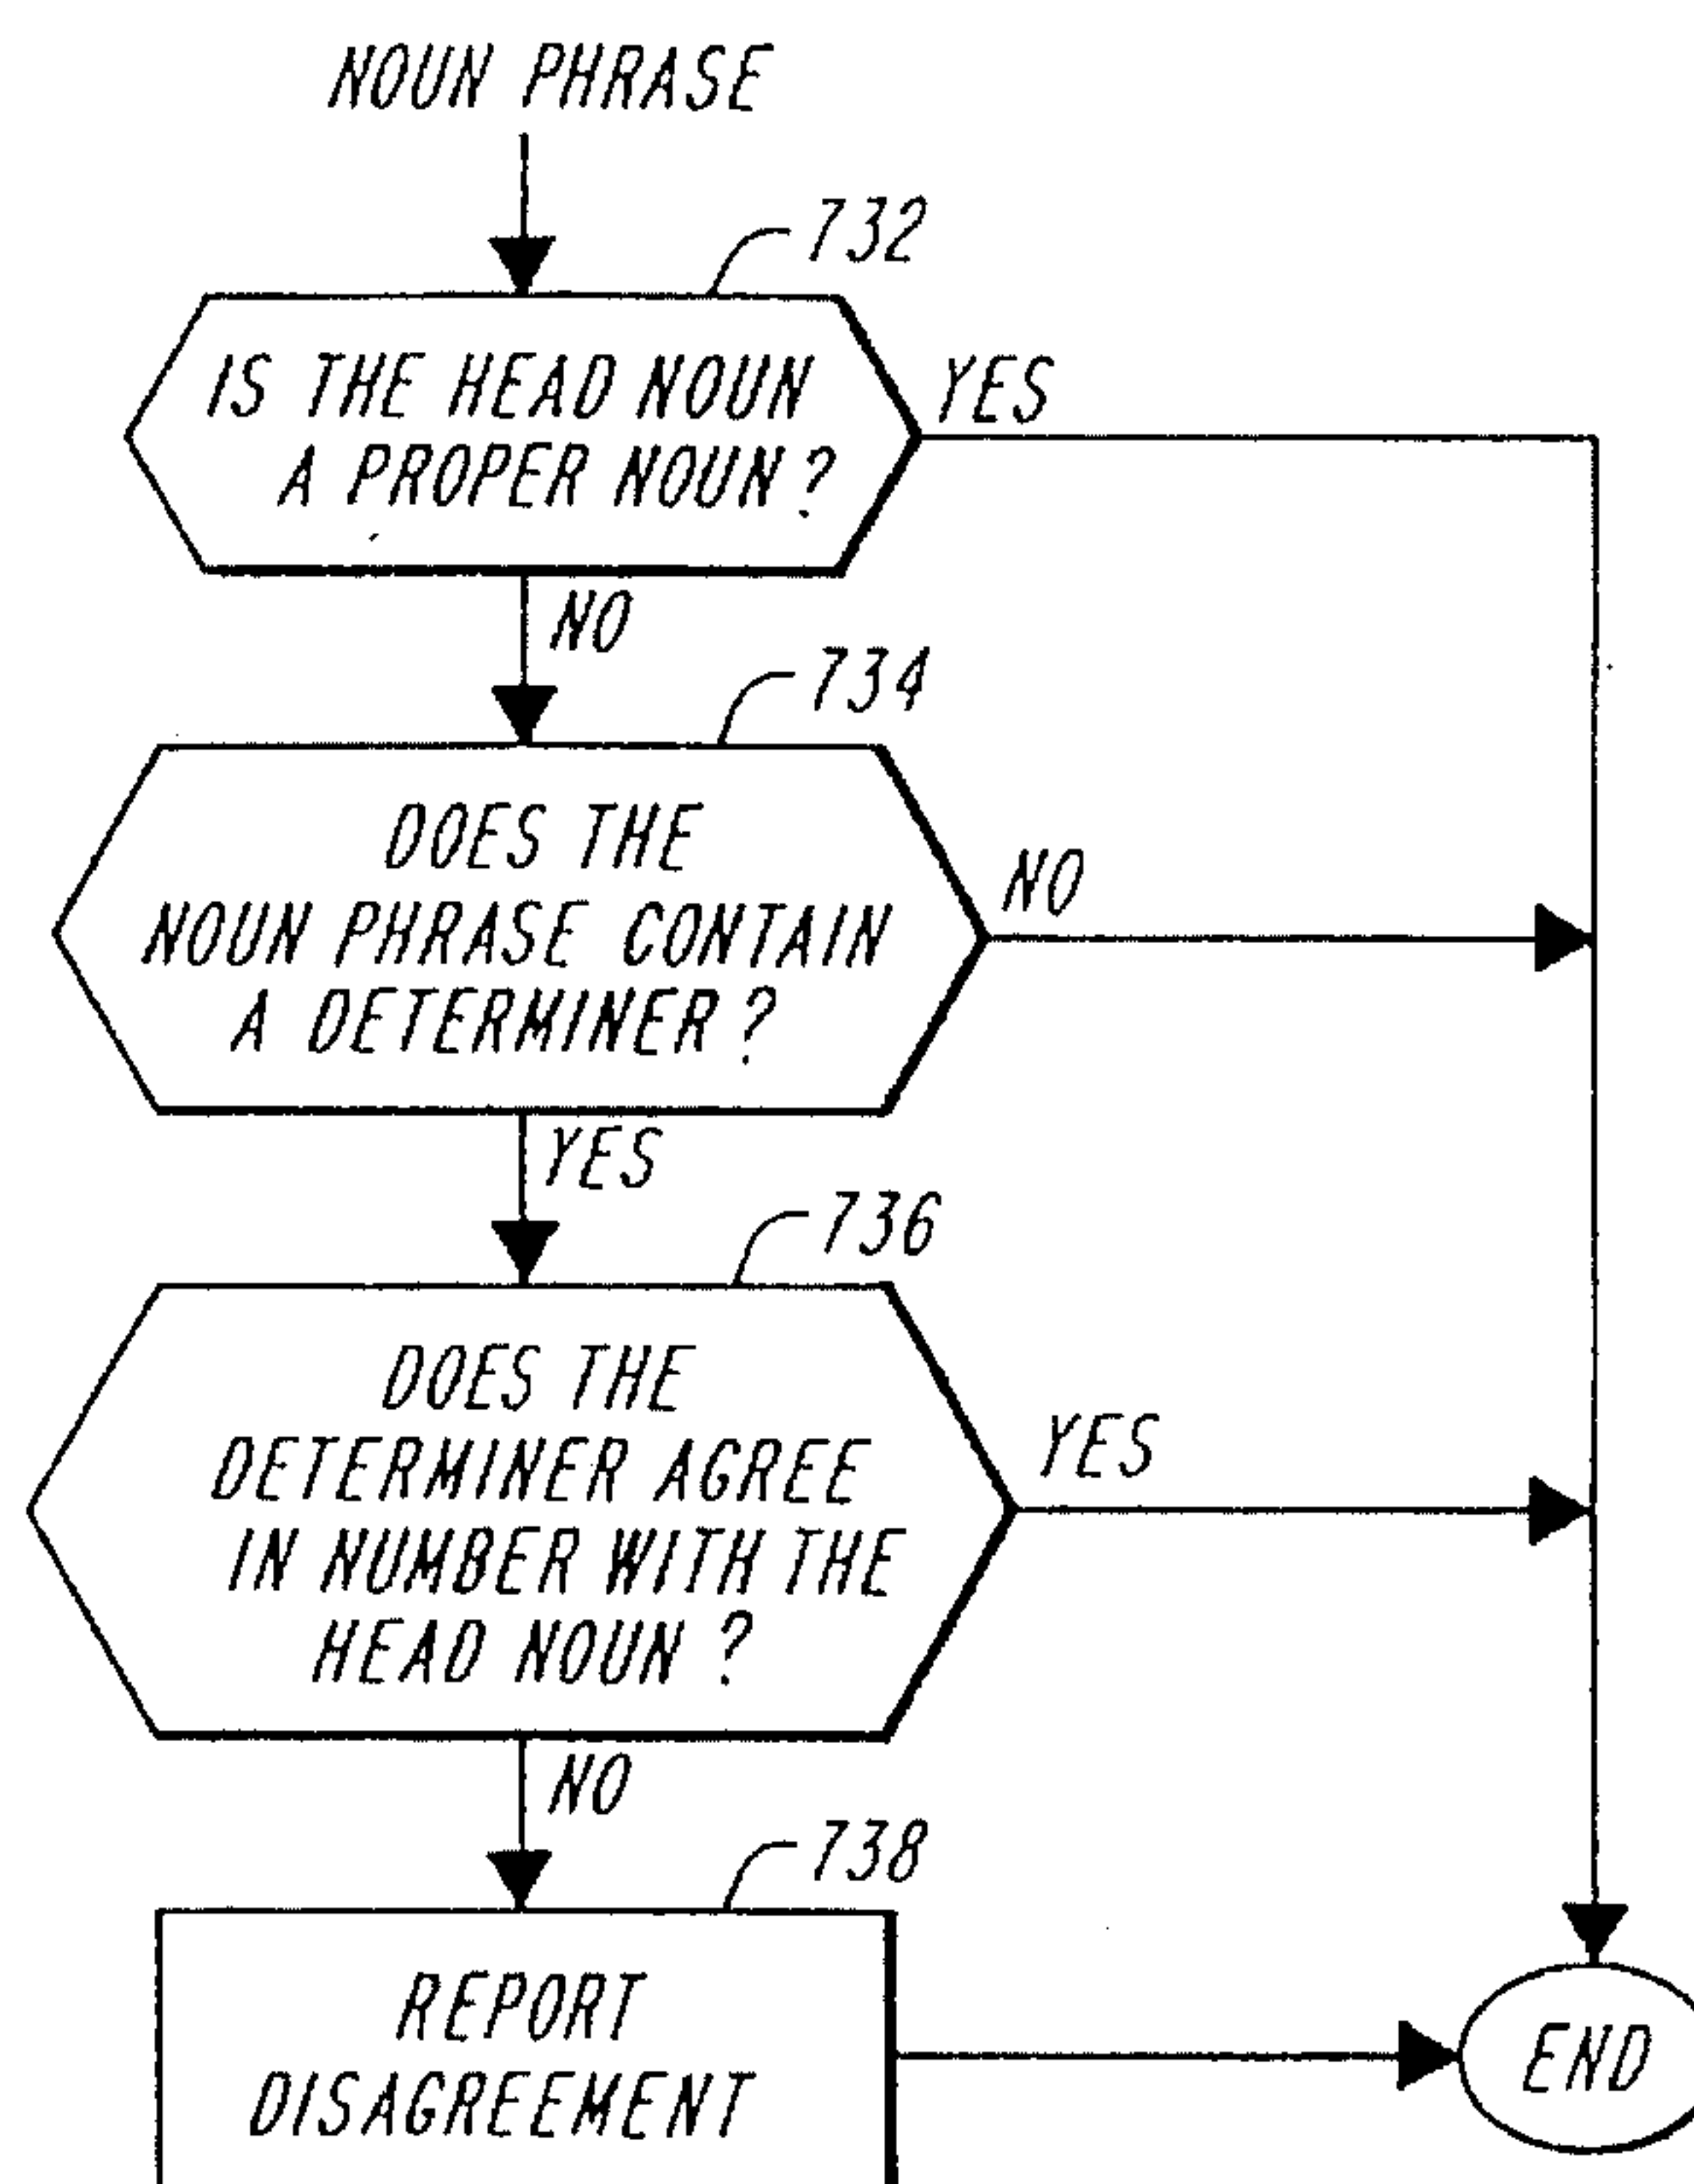 NOUN PHRASE
732
IS THE HEAD NOUN
A PROPER NOUN?
YES
NO
734
DOES THE
NOUN PHRASE CONTAIN
A DETERMINER?
NO
YES
736
DOES THE
DETERMINER AGREE
IN NUMBER WITH THE
HEAD NOUN?
YES
NO
738
REPORT
DISAGREEMENT
END